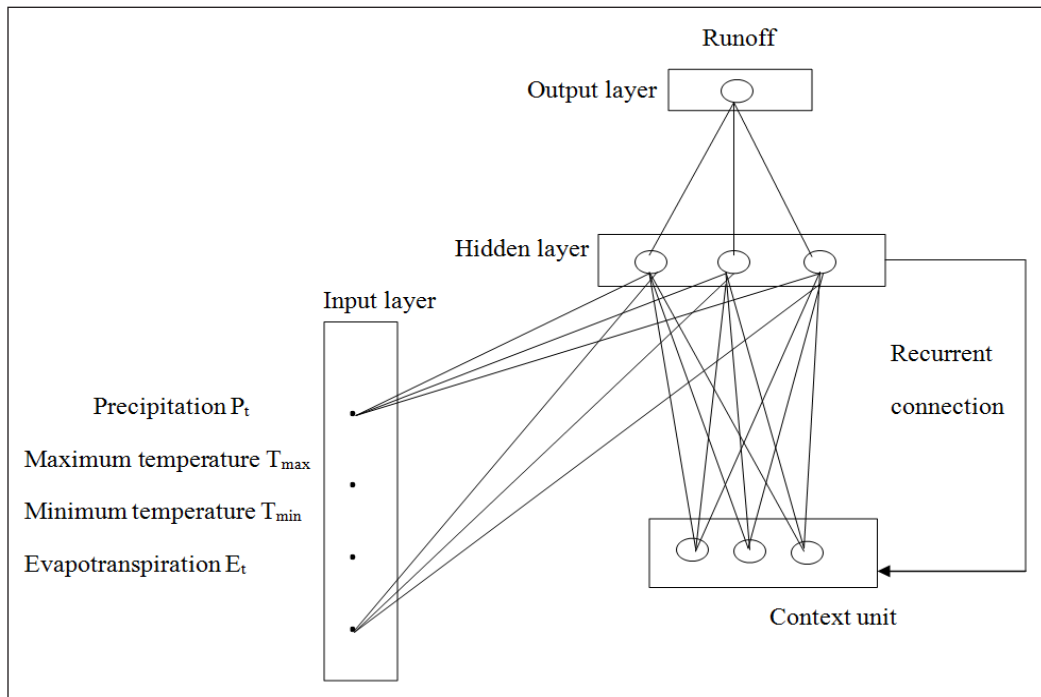 Runoff
Output layer
Hidden layer
Input layer
Recurrent
connection
Precipitation Pₜ
Maximum temperature Tₘₐₓ
Minimum temperature Tₘᵢₙ
Evapotranspiration Eₜ
Context unit